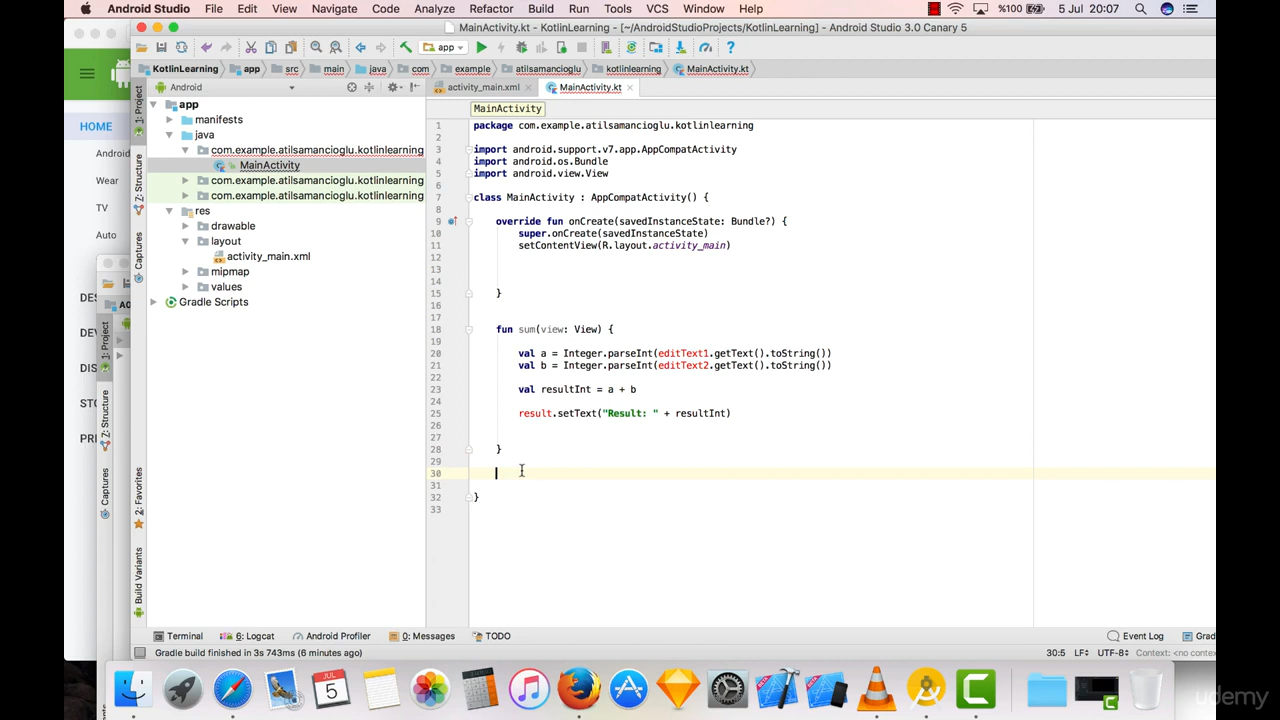 Android Studio File Edit View Navigate Code Analyze Refactor Build Run Tools VCS Window Help %100 5 Jul 20:07
MainActivity.kt - KotlinLearning - [~/AndroidStudioProjects/KotlinLearning] - Android Studio 3.0 Canary 5
app
KotlinLearning app src main java com example atilsamancioglu kotlinlearning MainActivity.kt
Android
activity_main.xml MainActivity.kt
MainActivity
HOME
Android
Wear
TV
Auto
1: Project
Z: Structure
Captures
2: Favorites
Build Variants
1: Project
Z: Structure
Captures
app
manifests
java
com.example.atilsamancioglu.kotlinlearning
MainActivity
com.example.atilsamancioglu.kotlinlearning
com.example.atilsamancioglu.kotlinlearning
res
drawable
layout
activity_main.xml
mipmap
values
Gradle Scripts
1 package com.example.atilsamancioglu.kotlinlearning
2
3 import android.support.v7.app.AppCompatActivity
4 import android.os.Bundle
5 import android.view.View
6
7 class MainActivity : AppCompatActivity() {
8
9 override fun onCreate(savedInstanceState: Bundle?) {
10 super.onCreate(savedInstanceState)
11 setContentView(R.layout.activity_main)
12
13
14
15 }
16
17
18 fun sum(view: View) {
19
20 val a = Integer.parseInt(editText1.getText().toString())
21 val b = Integer.parseInt(editText2.getText().toString())
22
23 val resultInt = a + b
24
25 result.setText("Result: " + resultInt)
26
27
28 }
29
30
31
32 }
33
Terminal 6: Logcat Android Profiler 0: Messages TODO Event Log Grad
Gradle build finished in 3s 743ms (6 minutes ago) 30:5 LF UTF-8 Context: <no contex
JUL
5
udemy